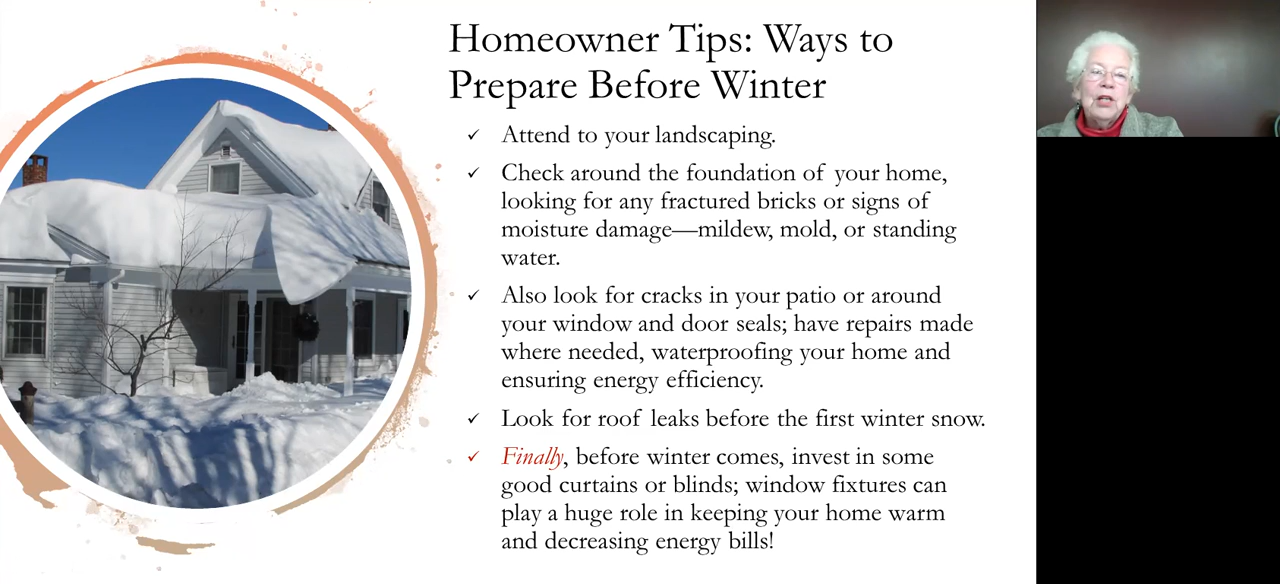 Homeowner Tips: Ways to
Prepare Before Winter
✓ Attend to your landscaping.
✓ Check around the foundation of your home,
looking for any fractured bricks or signs of
moisture damage—mildew, mold, or standing
water.
✓ Also look for cracks in your patio or around
your window and door seals; have repairs made
where needed, waterproofing your home and
ensuring energy efficiency.
✓ Look for roof leaks before the first winter snow.
✓ Finally, before winter comes, invest in some
good curtains or blinds; window fixtures can
play a huge role in keeping your home warm
and decreasing energy bills!